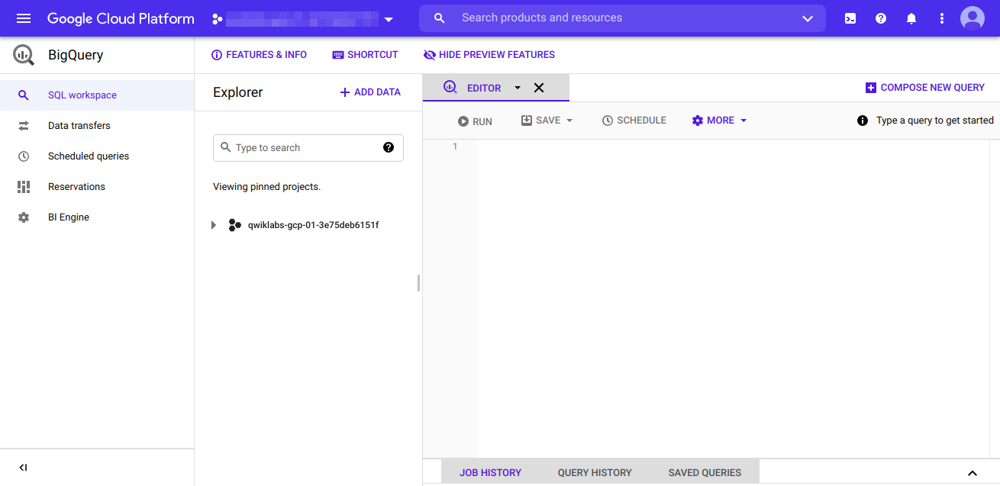 Google Cloud Platform
Search products and resources
BigQuery
FEATURES & INFO
SHORTCUT
HIDE PREVIEW FEATURES
SQL workspace
Data transfers
Scheduled queries
Reservations
BI Engine
Explorer
ADD DATA
Type to search
Viewing pinned projects.
qwiklabs-gcp-01-3e75deb6151f
EDITOR
COMPOSE NEW QUERY
RUN
SAVE
SCHEDULE
MORE
Type a query to get started
1
JOB HISTORY
QUERY HISTORY
SAVED QUERIES